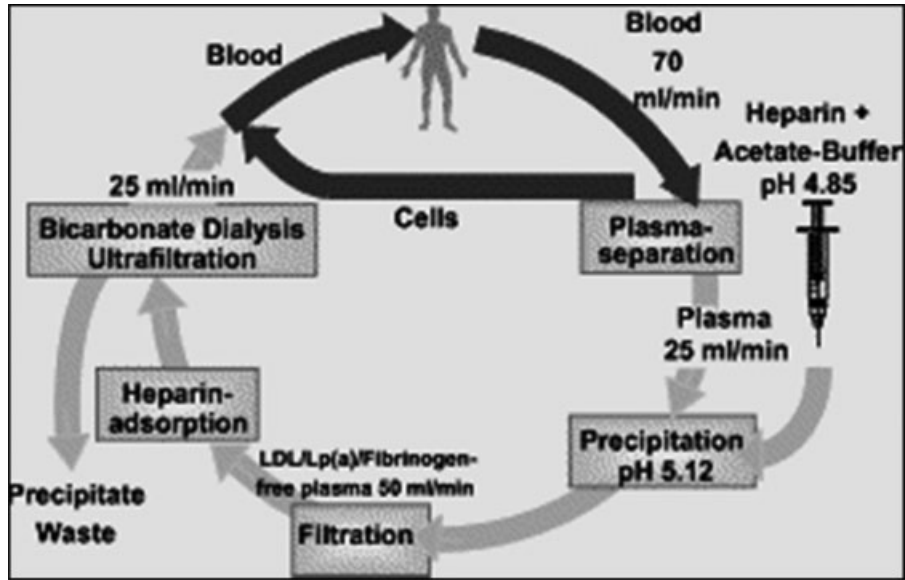 Blood
70
ml/min
Heparin +
Acetate-Buffer
pH 4.85
Blood
25 ml/min
Cells
Bicarbonate Dialysis
Ultrafiltration
Plasma-
separation
Plasma
25 ml/min
Heparin-
adsorption
Precipitation
pH 5.12
LDL/Lp(a)/Fibrinogen-
free plasma 50 ml/min
Precipitate
Waste
Filtration